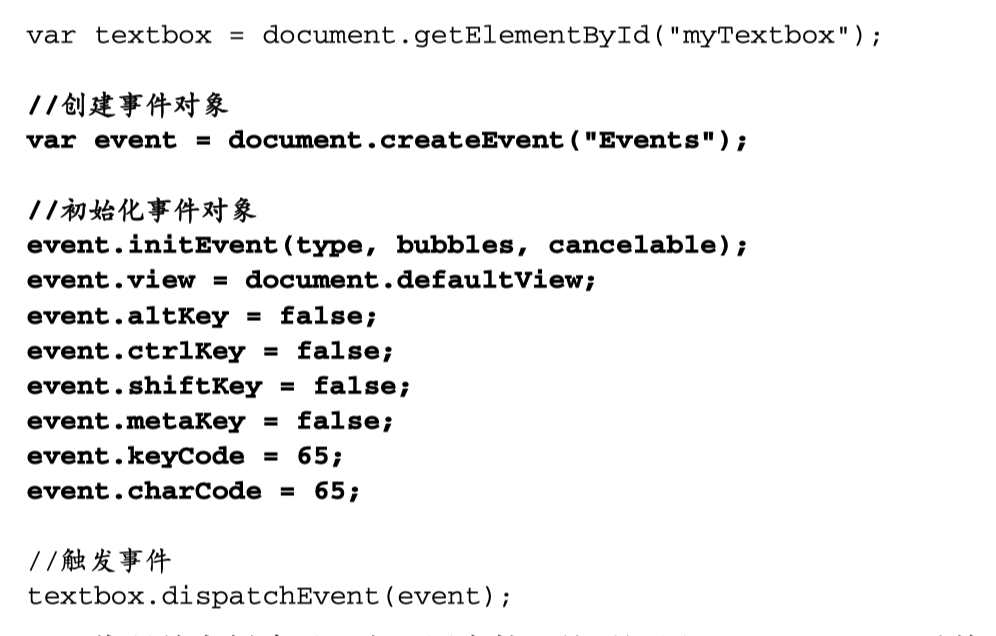 var textbox = document.getElementById("myTextbox");
//创建事件对象
var event = document.createEvent("Events");
//初始化事件对象
event.initEvent(type, bubbles, cancelable);
event.view = document.defaultView;
event.altKey = false;
event.ctrlKey = false;
event.shiftKey = false;
event.metaKey = false;
event.keyCode = 65;
event.charCode = 65;
//触发事件
textbox.dispatchEvent(event);